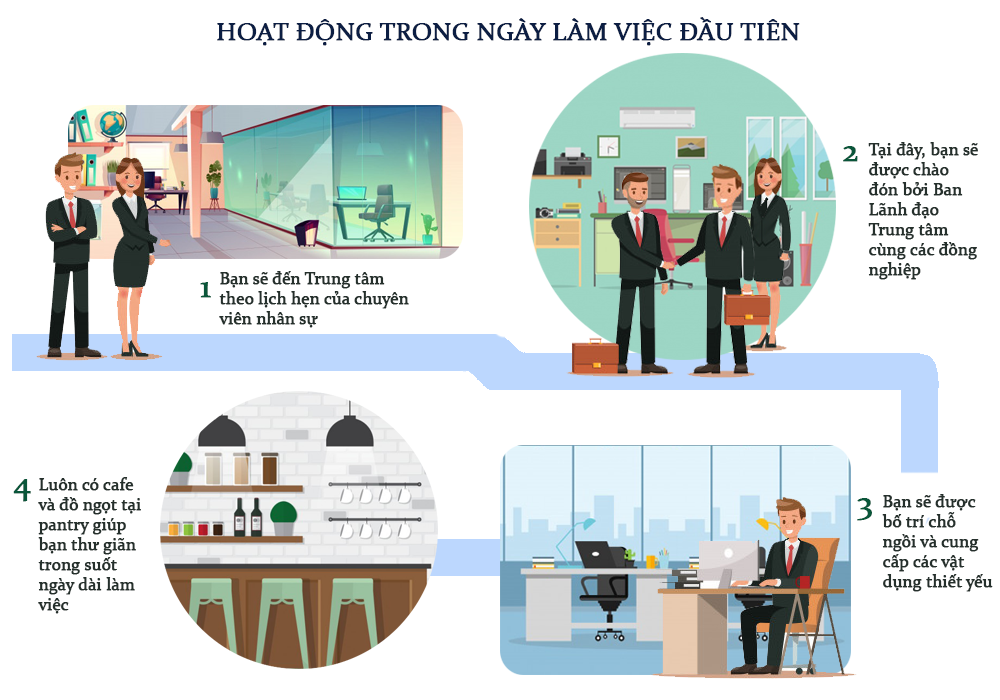 HOẠT ĐỘNG TRONG NGÀY LÀM VIỆC ĐẦU TIÊN
1
Bạn sẽ đến Trung tâm
theo lịch hẹn của chuyên
viên nhân sự
2
Tại đây, bạn sẽ
được chào
đón bởi Ban
Lãnh đạo
Trung tâm
cùng các đồng
nghiệp
3
Bạn sẽ được
bố trí chỗ
ngồi và cung
cấp các vật
dụng thiết yếu
4
Luôn có cafe
và đồ ngọt tại
pantry giúp
bạn thư giãn
trong suốt
ngày dài làm
việc